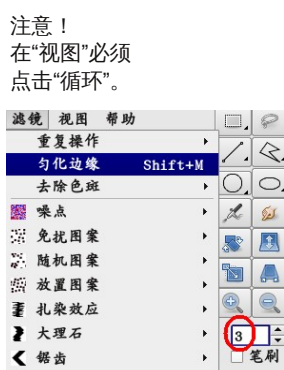 注意！
在“视图”必须
点击“循环”。
滤镜 视图 帮助
重复操作
匀化边缘 Shift+M
去除色斑
噪点
免扰图案
随机图案
放置图案
扎染效应
大理石
锯齿
3
笔刷